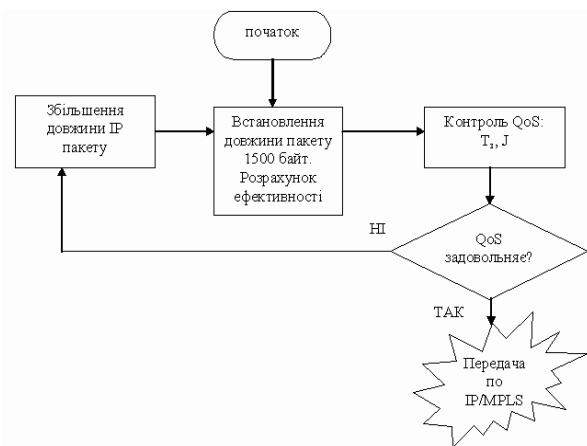 початок
Збільшення
довжини IP
пакету
Встановлення
довжини пакету
1500 байт.
Розрахунок
ефективності
Контроль QoS:
Tз, J
НІ
QoS
задовольняє?
ТАК
Передача
по
IP/MPLS